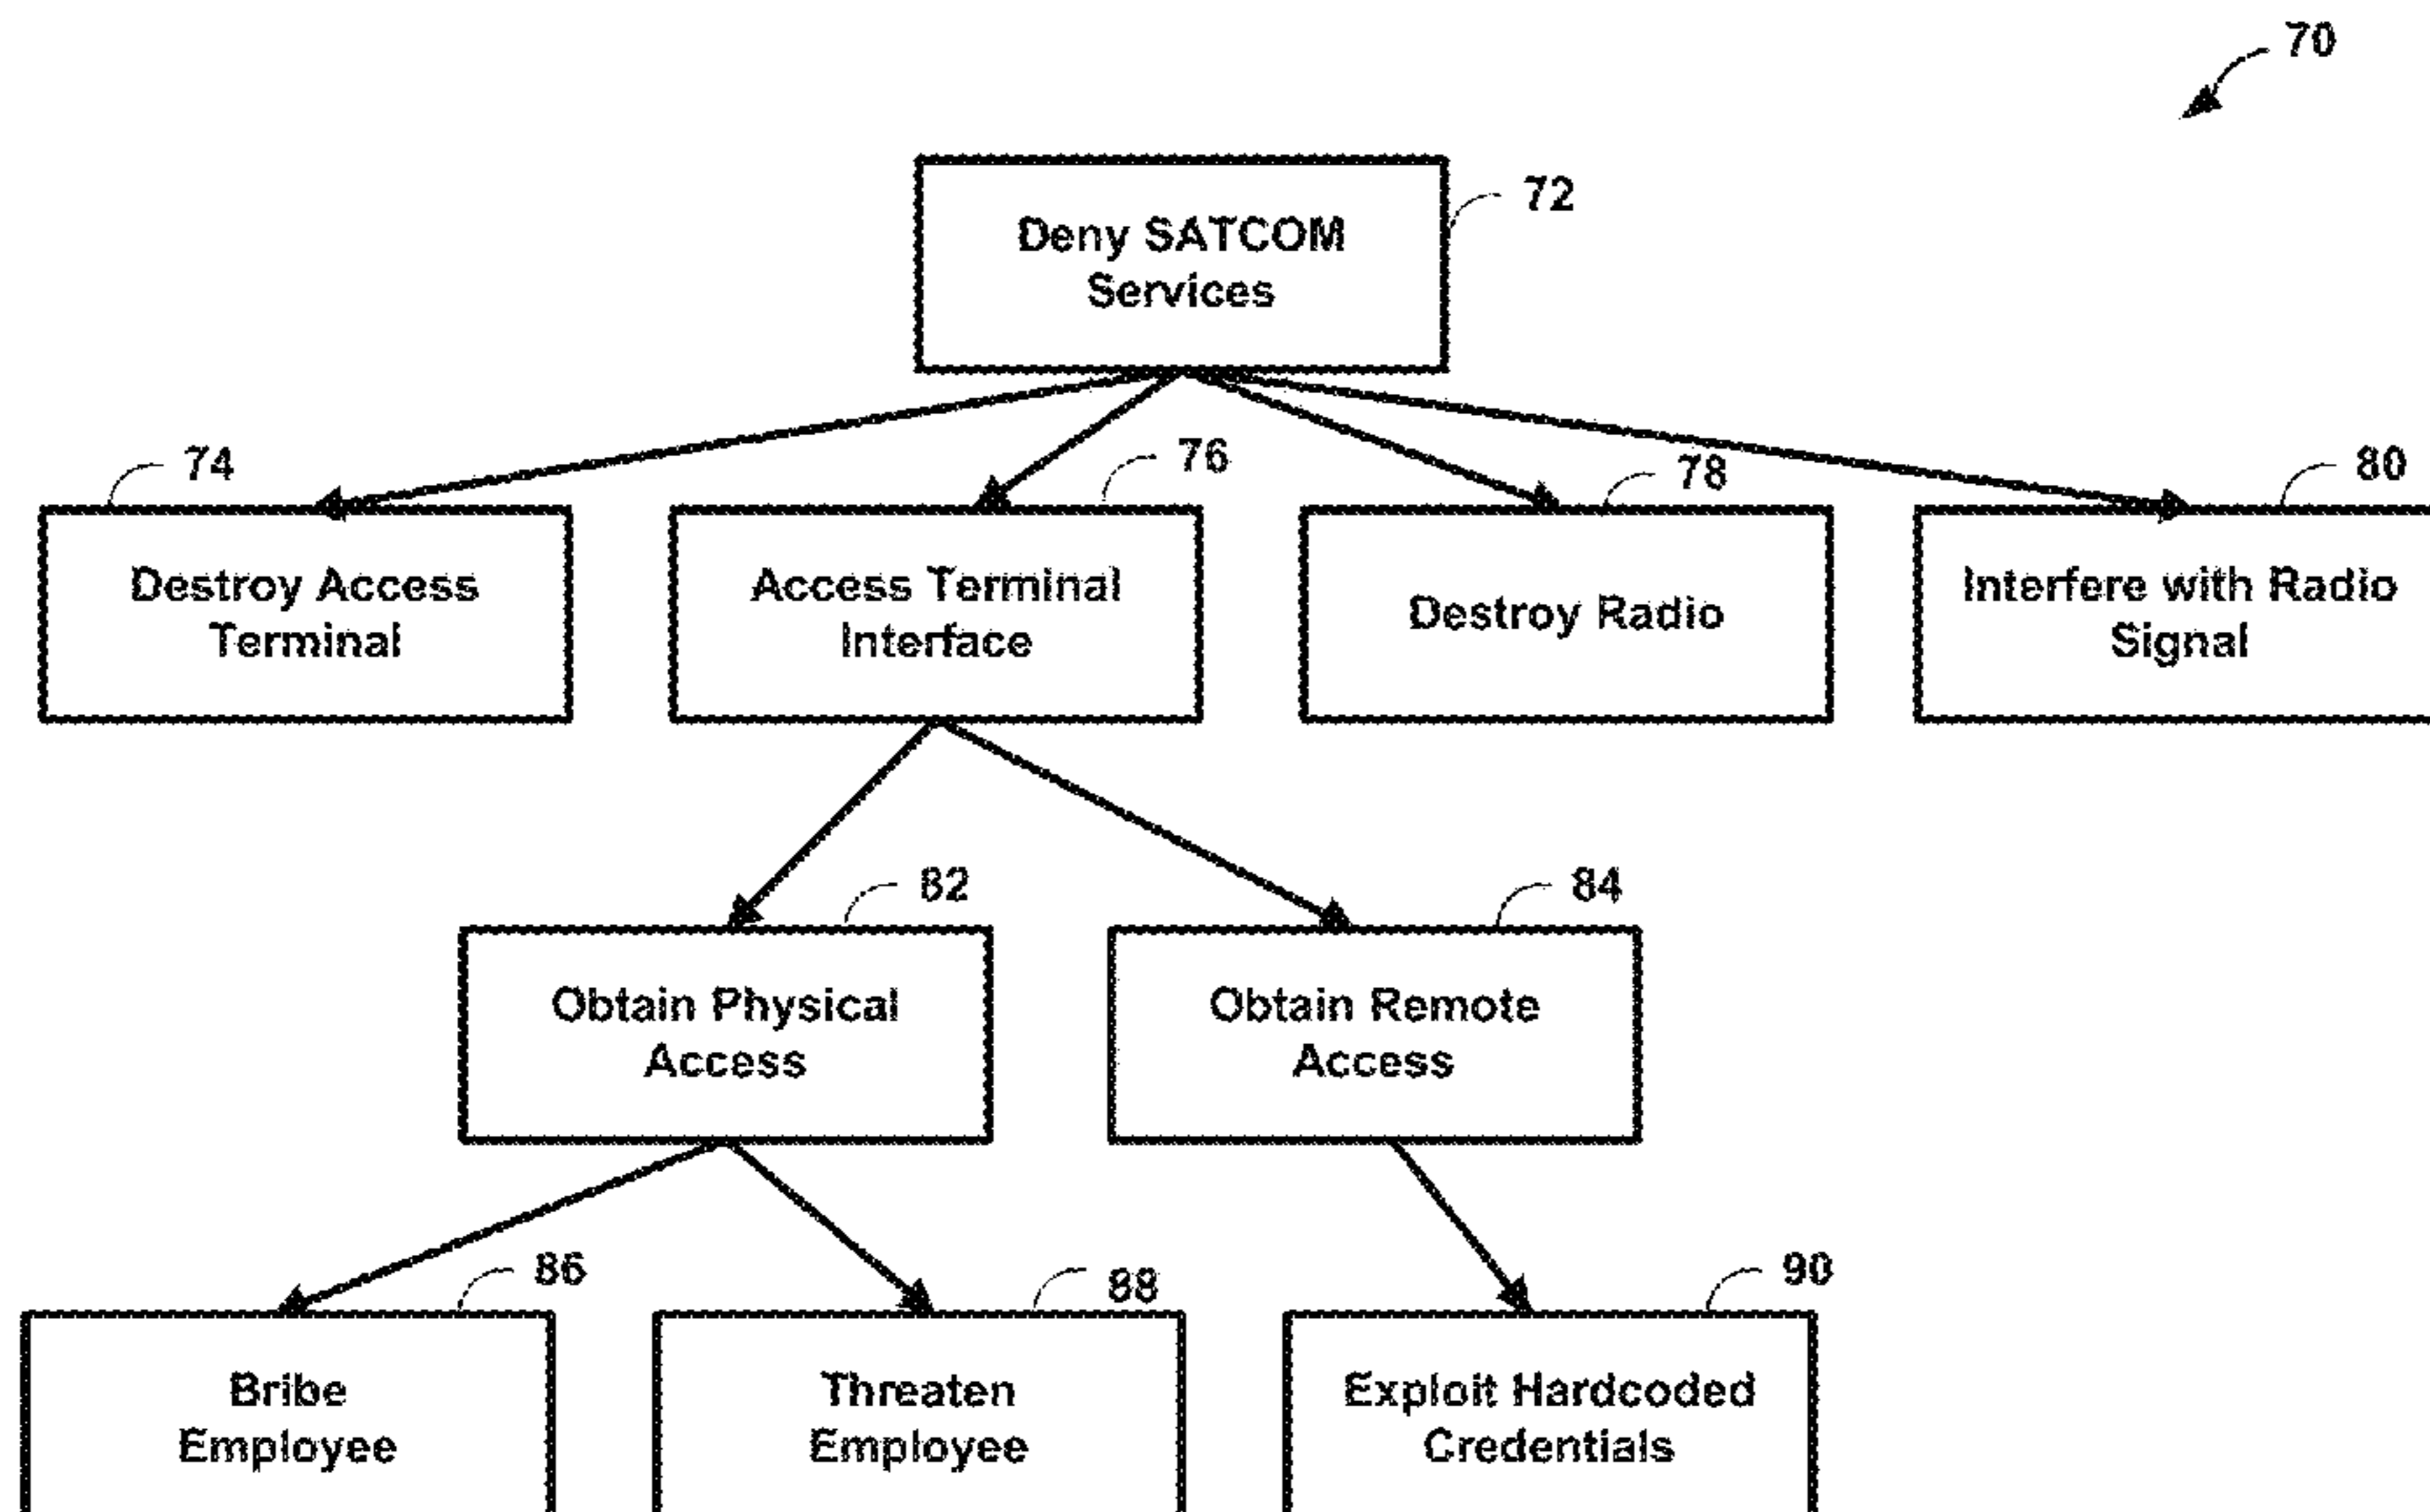 70
72
Deny SATCOM
Services
74
76
78
80
Destroy Access
Terminal
Access Terminal
Interface
Destroy Radio
Interfere with Radio
Signal
82
84
Obtain Physical
Access
Obtain Remote
Access
86
88
90
Bribe
Employee
Threaten
Employee
Exploit Hardcoded
Credentials